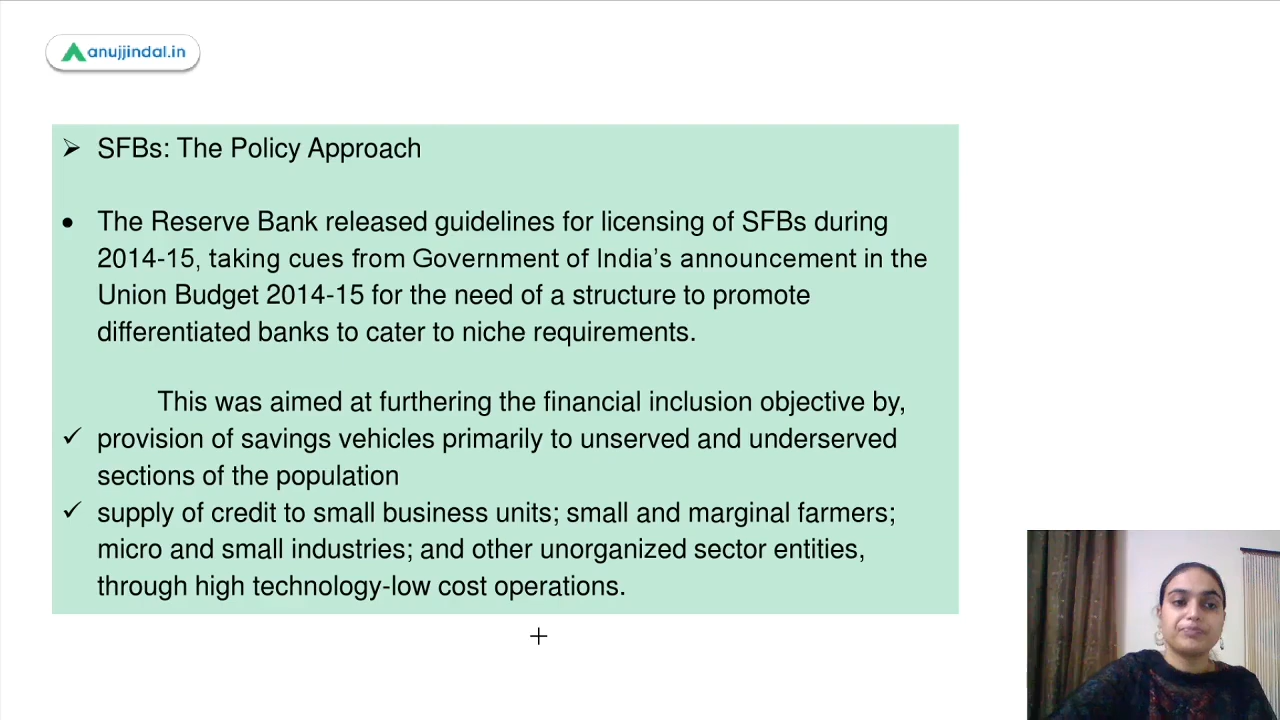 anujjindal.in
➢ SFBs: The Policy Approach
• The Reserve Bank released guidelines for licensing of SFBs during
2014-15, taking cues from Government of India’s announcement in the
Union Budget 2014-15 for the need of a structure to promote
differentiated banks to cater to niche requirements.
This was aimed at furthering the financial inclusion objective by,
✓ provision of savings vehicles primarily to unserved and underserved
sections of the population
✓ supply of credit to small business units; small and marginal farmers;
micro and small industries; and other unorganized sector entities,
through high technology-low cost operations.